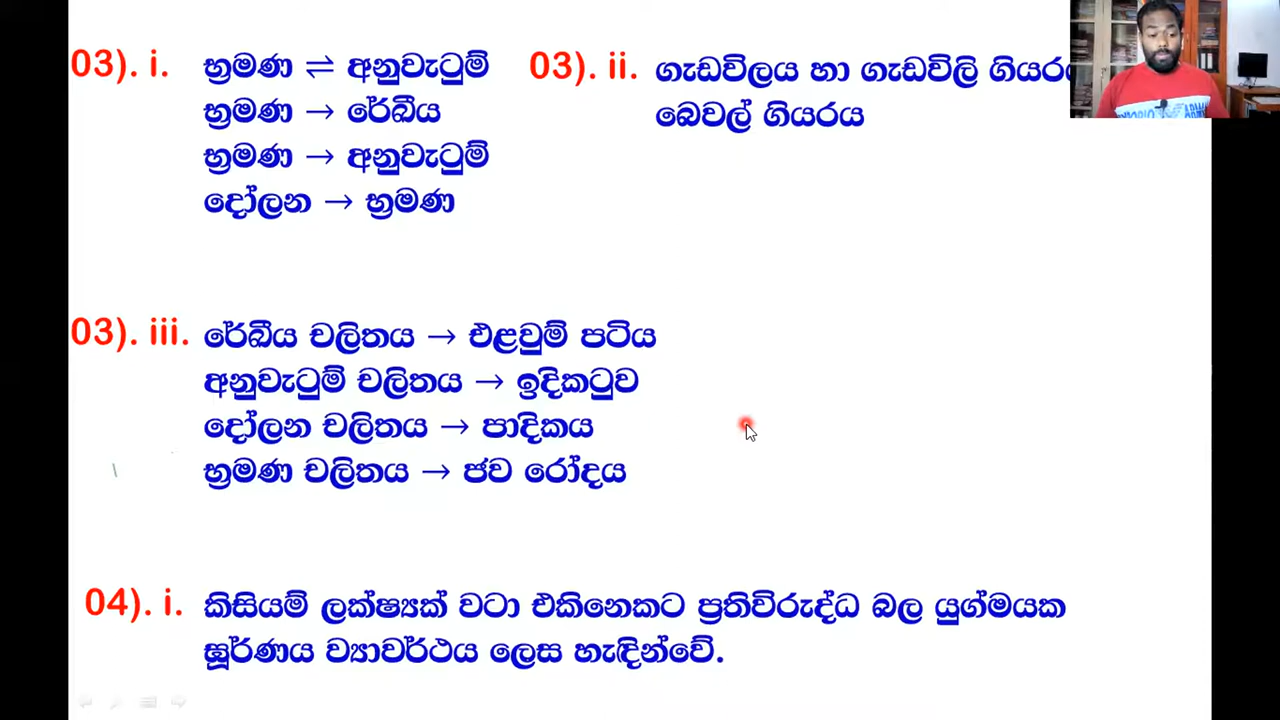 03). i. භ්‍රමණ ⇌ අනුවැටුම්
භ්‍රමණ → රේඛීය
භ්‍රමණ → අනුවැටුම්
දෝලන → භ්‍රමණ
03). ii. ගැඩවිලය හා ගැඩවිලි
බෙවල් ගියරය
03). iii. රේඛීය චලිතය → එළවුම් පටිය
අනුවැටුම් චලිතය → ඉදිකටුව
දෝලන චලිතය → පාදිකය
භ්‍රමණ චලිතය → ජව රෝදය
04). i. කිසියම් ලක්ෂ්‍යක් වටා එකිනෙකට ප්‍රතිවිරුද්ධ බල යුග්මයක
ඝූර්ණය ව්‍යාවර්ථය ලෙස හැඳින්වේ.